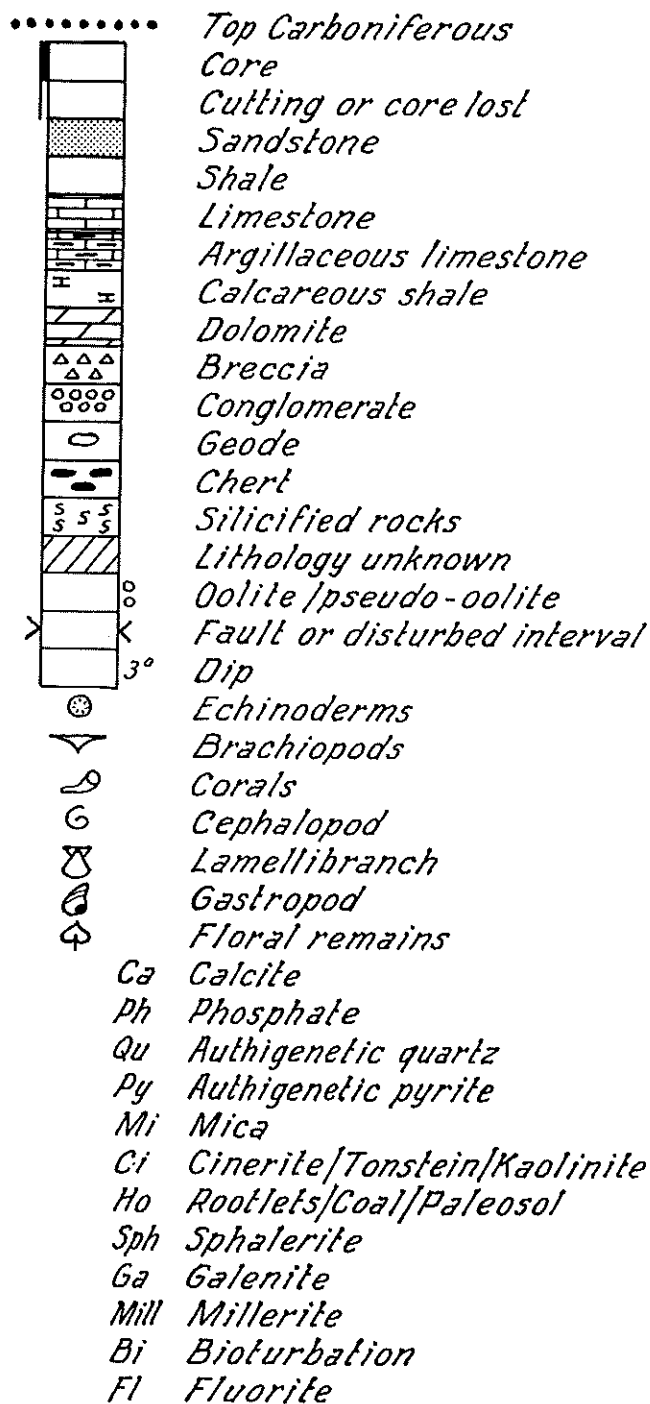 Top Carboniferous
Core
Cutting or core lost
Sandstone
Shale
Limestone
Argillaceous limestone
Calcareous shale
Dolomite
Breccia
Conglomerate
Geode
Chert
S S S S S Silicified rocks
Lithology unknown
Oolite/pseudo-oolite
Fault or disturbed interval
3° Dip
Echinoderms
Brachiopods
Corals
Cephalopod
Lamellibranch
Gastropod
Floral remains
Ca Calcite
Ph Phosphate
Qu Authigenetic quartz
Py Authigenetic pyrite
Mi Mica
Ci Cinerite/Tonstein/Kaolinite
Ho Rootlets/Coal/Paleosol
Sph Sphalerite
Ga Galenite
Mill Millerite
Bi Bioturbation
Fl Fluorite